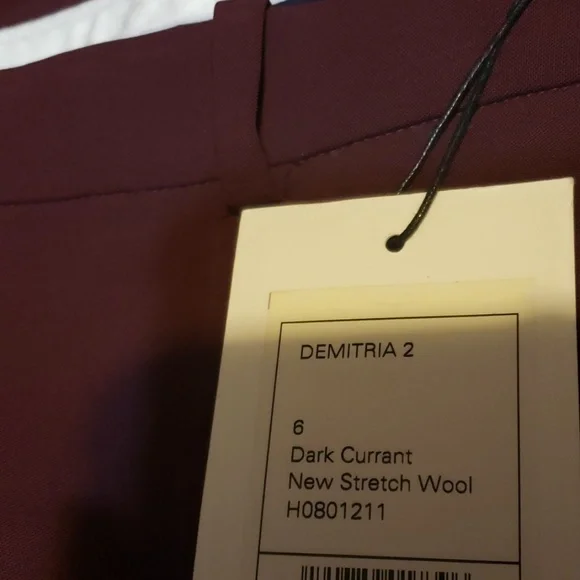 DEMITRIA 2
6
Dark Currant
New Stretch Wool
H0801211